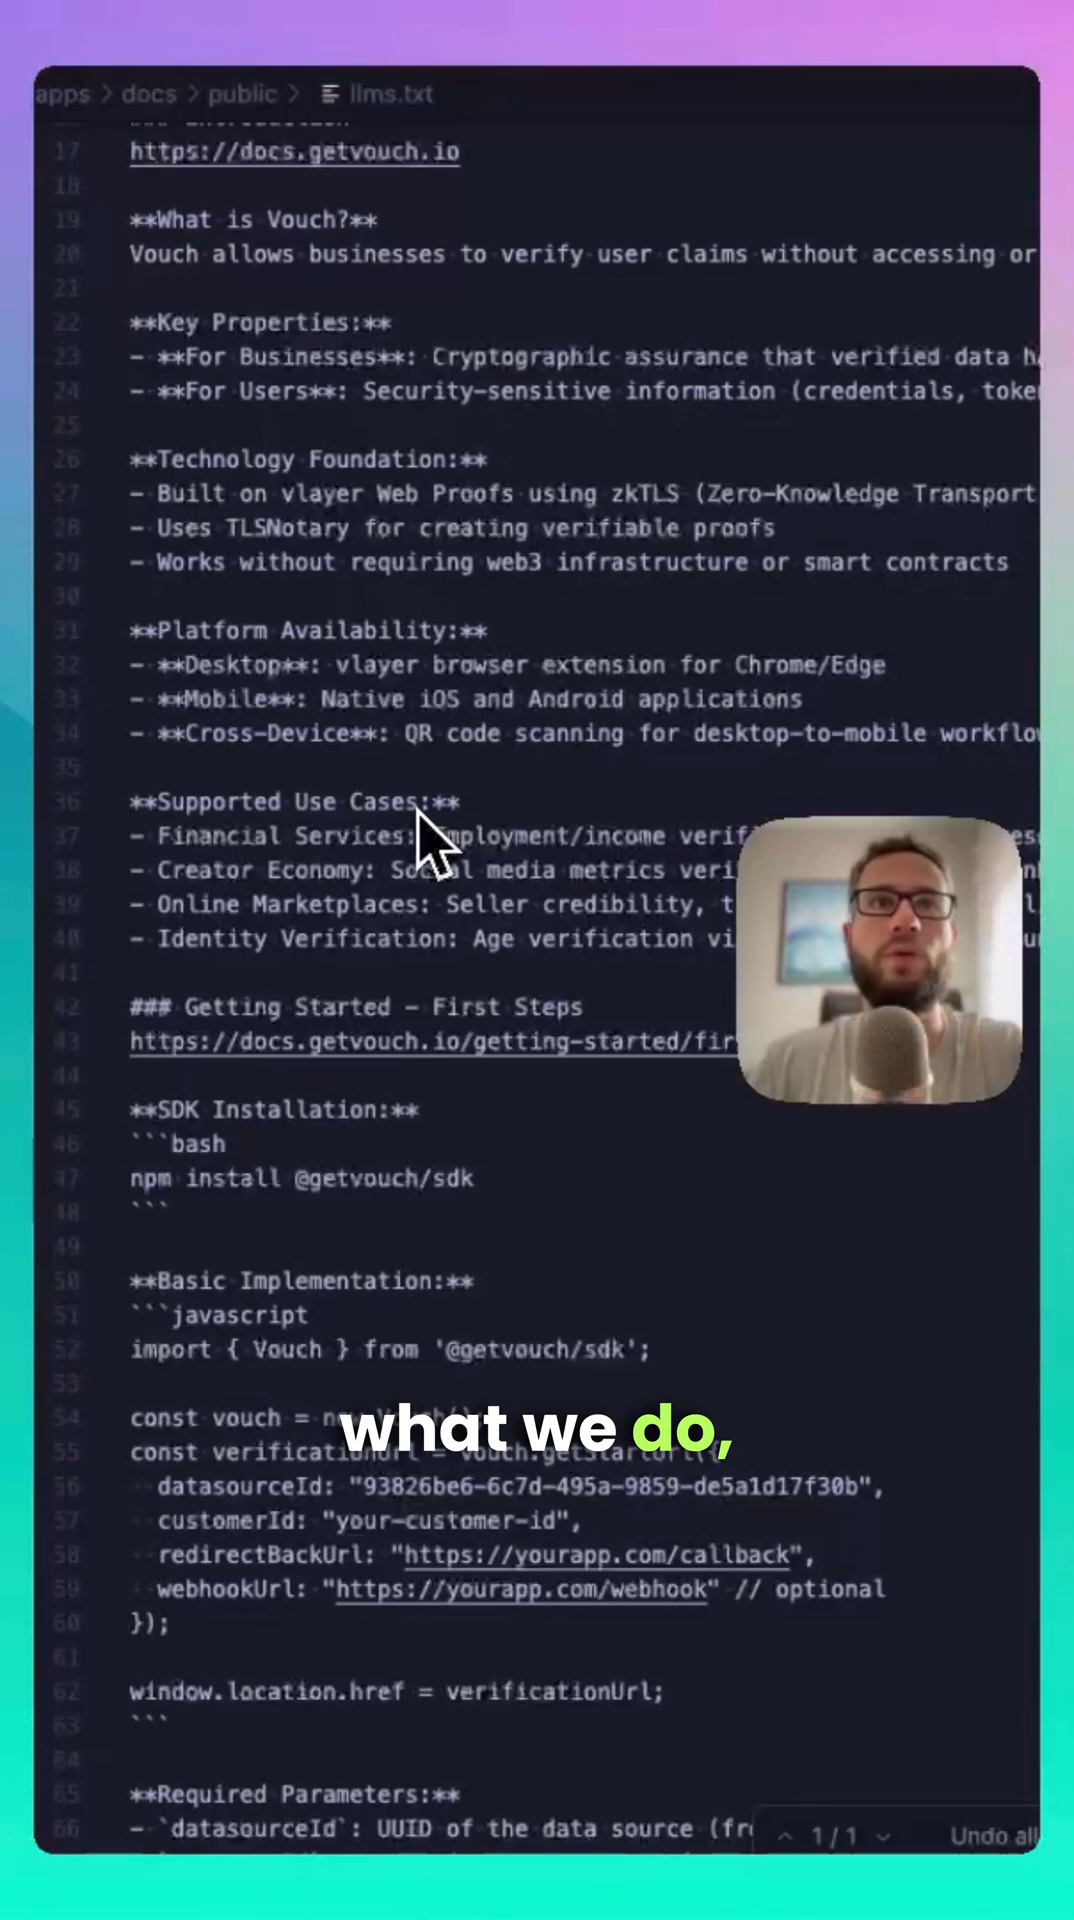 apps > docs > public > llms.txt
17 https://docs.getvouch.io
18
19 **What is Vouch?**
20 Vouch allows businesses to verify user claims without accessing or
21
22 **Key Properties:**
23 - **For Businesses**: Cryptographic assurance that verified data
24 - **For Users**: Security-sensitive information (credentials,
25
26 **Technology Foundation:**
27 - Built on vlayer Web Proofs using zkTLS (Zero-Knowledge Transport
28 - Uses TLSNotary for creating verifiable proofs
29 - Works without requiring web3 infrastructure or smart contracts
30
31 **Platform Availability:**
32 - **Desktop**: vlayer browser extension for Chrome/Edge
33 - **Mobile**: Native iOS and Android applications
34 - **Cross-Device**: QR code scanning for desktop-to-mobile
35
36 **Supported Use Cases:**
37 - Financial Services: employment/income
38 - Creator Economy: Social media metrics
39 - Online Marketplaces: Seller credibility,
40 - Identity Verification: Age verification
41
42 ### Getting Started - First Steps
43 https://docs.getvouch.io/getting-started/fir
44
45 **SDK Installation:**
46 ```bash
47 npm install @getvouch/sdk
48 ```
49
50 **Basic Implementation:**
51 ```javascript
52 import { Vouch } from '@getvouch/sdk';
53
54 const vouch =
what we do,
55 const
56 datasourceId: "93826be6-6c7d-495a-9859-de5a1d17f30b",
57 customerId: "your-customer-id",
58 redirectBackUrl: "https://yourapp.com/callback",
59 webhookUrl: "https://yourapp.com/webhook" // optional
60 });
61
62 window.location.href = verificationUrl;
63 ```
64
65 **Required Parameters:**
66 - `datasourceId`: UUID of the data source
1/1 Undo all